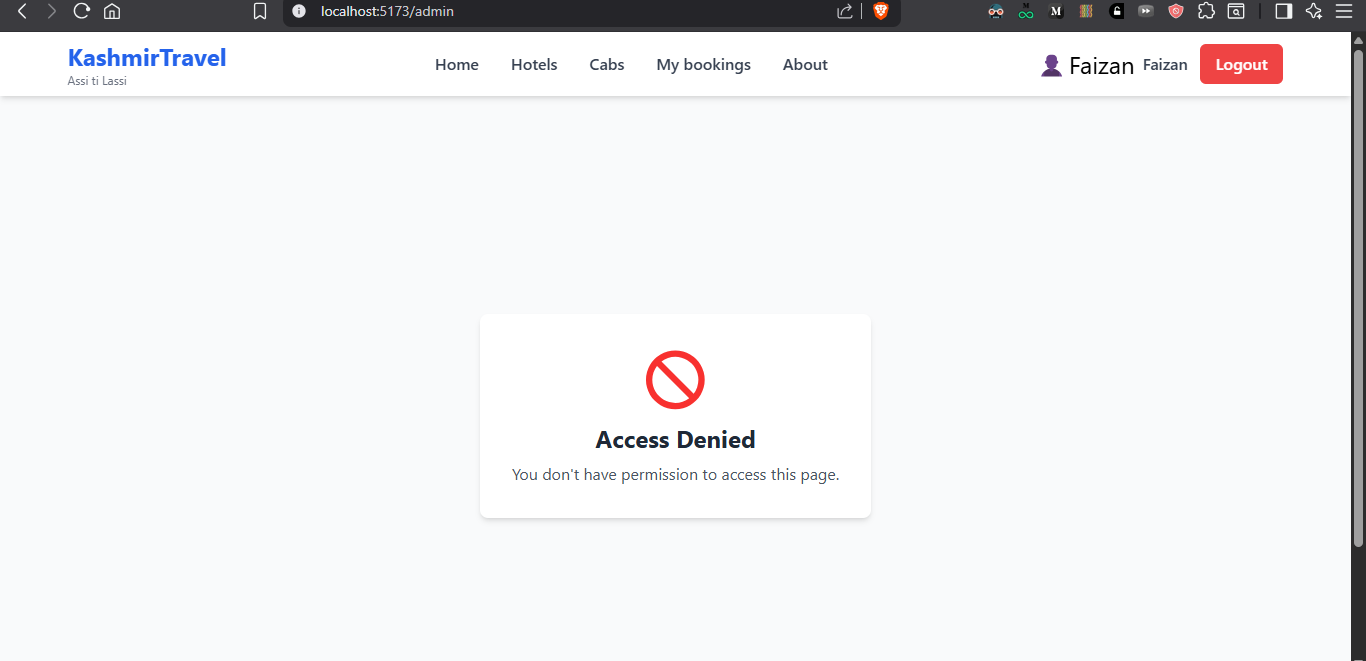 localhost:5173/admin
KashmirTravel
Assi ti Lassi
Home Hotels Cabs My bookings About
Faizan Faizan Logout
Access Denied
You don't have permission to access this page.